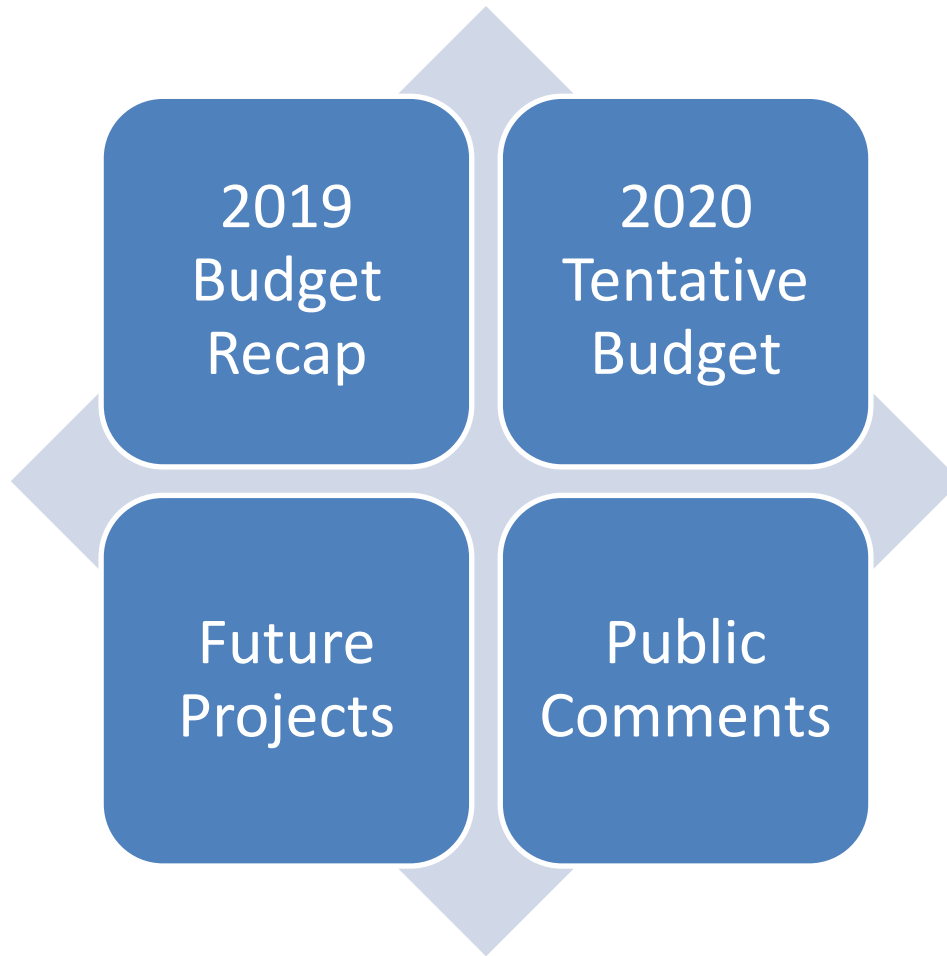 2019
Budget
Recap
2020
Tentative
Budget
Future
Projects
Public
Comments